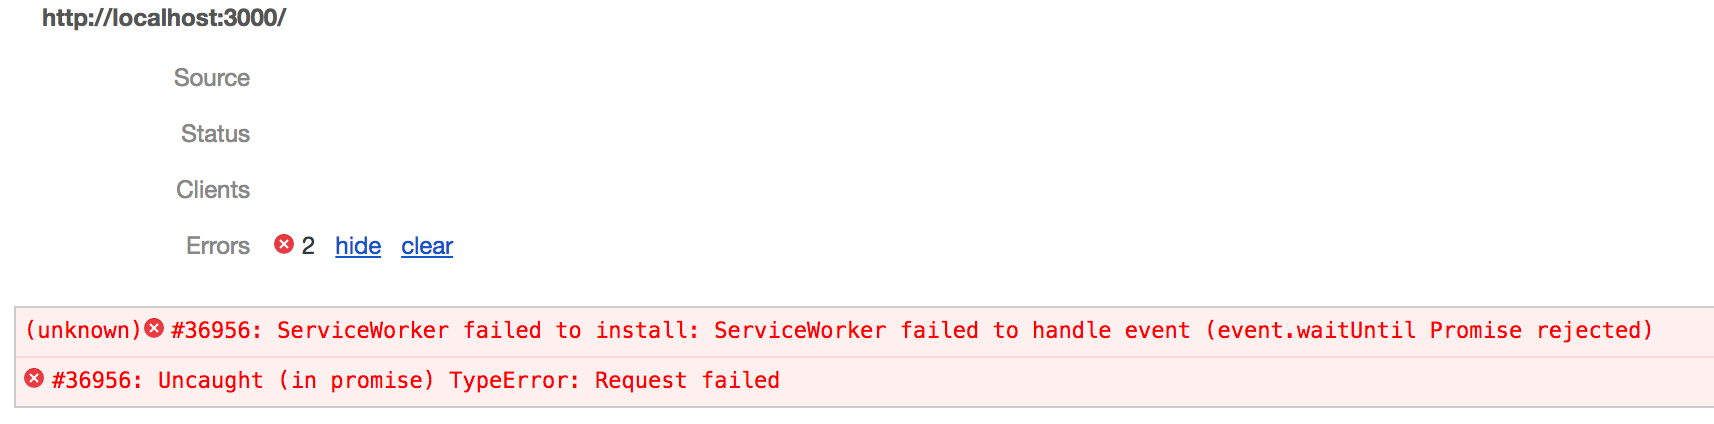 http://localhost:3000/
Source
Status
Clients
Errors 2 hide clear
(unknown) #36956: ServiceWorker failed to install: ServiceWorker failed to handle event (event.waitUntil Promise rejected)
#36956: Uncaught (in promise) TypeError: Request failed